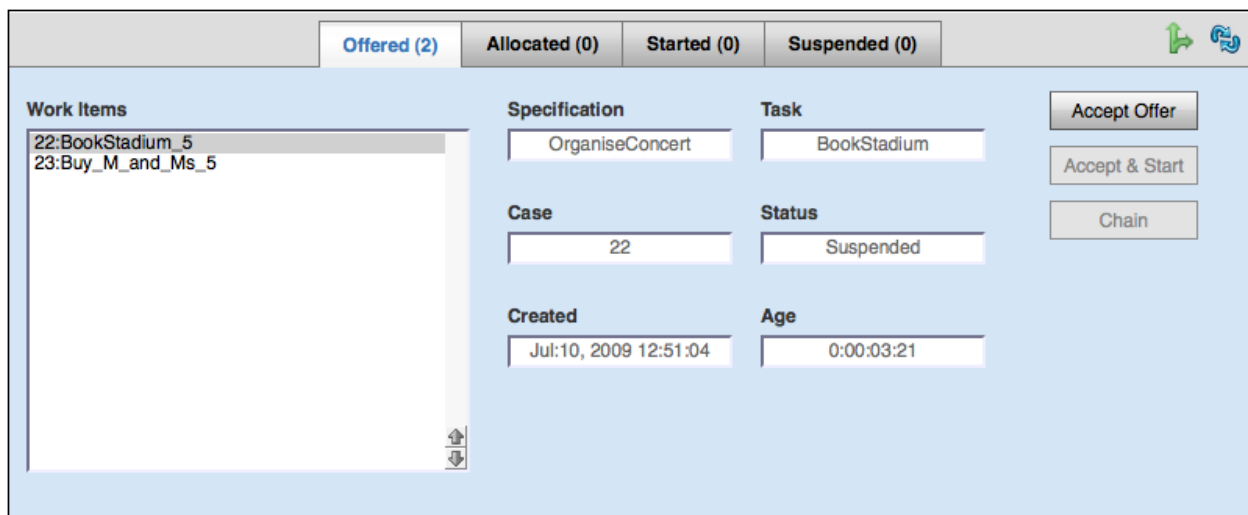 Offered (2) Allocated (0) Started (0) Suspended (0)
Work Items
22:BookStadium_5
23:Buy_M_and_Ms_5
Specification Task
OrganiseConcert BookStadium
Case Status
22 Suspended
Created Age
Jul:10, 2009 12:51:04 0:00:03:21
Accept Offer
Accept & Start
Chain